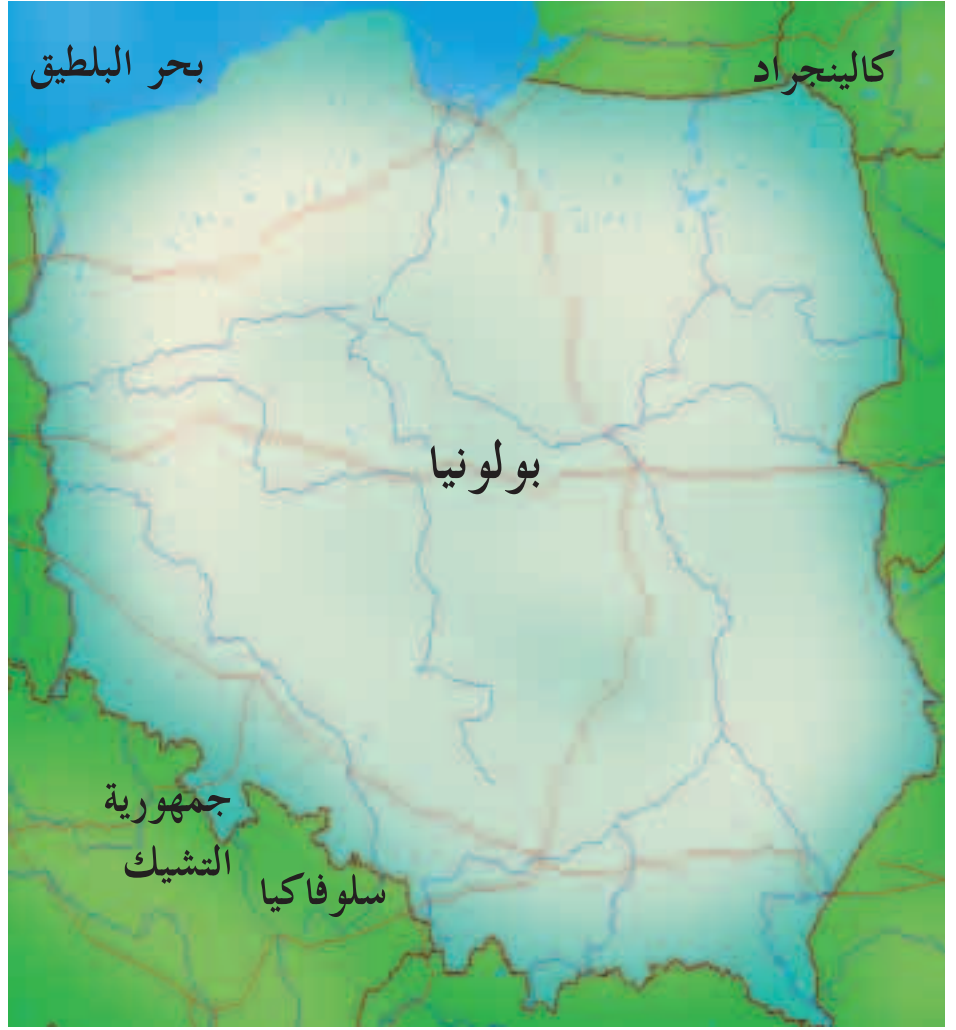 بحر البلطيق
كالينجراد
بولونيا
جمهورية
التشيك
سلوفاكيا